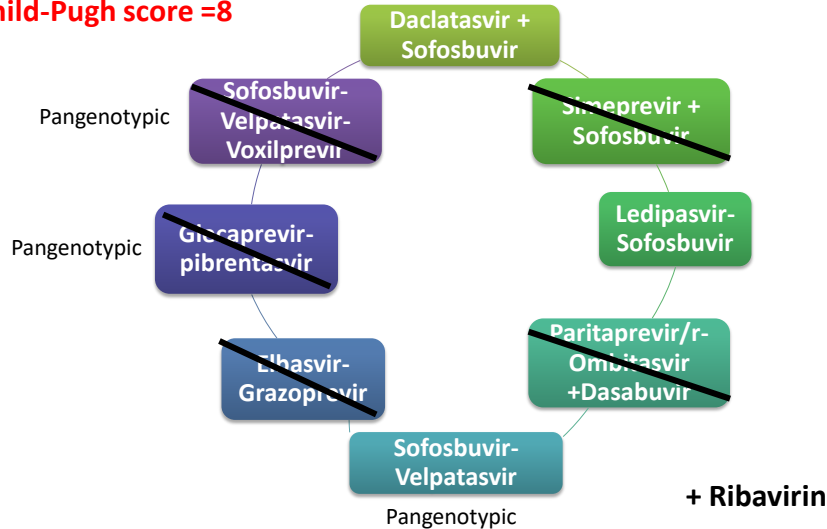 hild-Pugh score =8
Daclatasvir +
Sofosbuvir
Sofosbuvir-
Velpatasvir-
Voxilprevir
Pangenotypic
Simeprevir +
Sofosbuvir
Glecaprevir-
pibrentasvir
Pangenotypic
Ledipasvir-
Sofosbuvir
Elbasvir-
Grazoprevir
Paritaprevir/r-
Ombitasvir
+Dasabuvir
Sofosbuvir-
Velpatasvir
Pangenotypic
+ Ribavirin